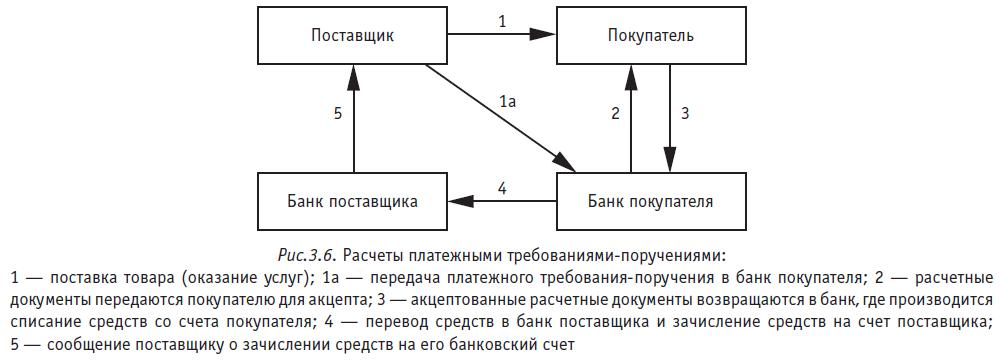 Поставщик
1
Покупатель
1а
5
2
3
Банк поставщика
4
Банк покупателя
Рис.3.6. Расчеты платежными требованиями-поручениями:
1 — поставка товара (оказание услуг); 1а — передача платежного требования-поручения в банк покупателя; 2 — расчетные
документы передаются покупателю для акцепта; 3 — акцептованные расчетные документы возвращаются в банк, где производится
списание средств со счета покупателя; 4 — перевод средств в банк поставщика и зачисление средств на счет поставщика;
5 — сообщение поставщику о зачислении средств на его банковский счет